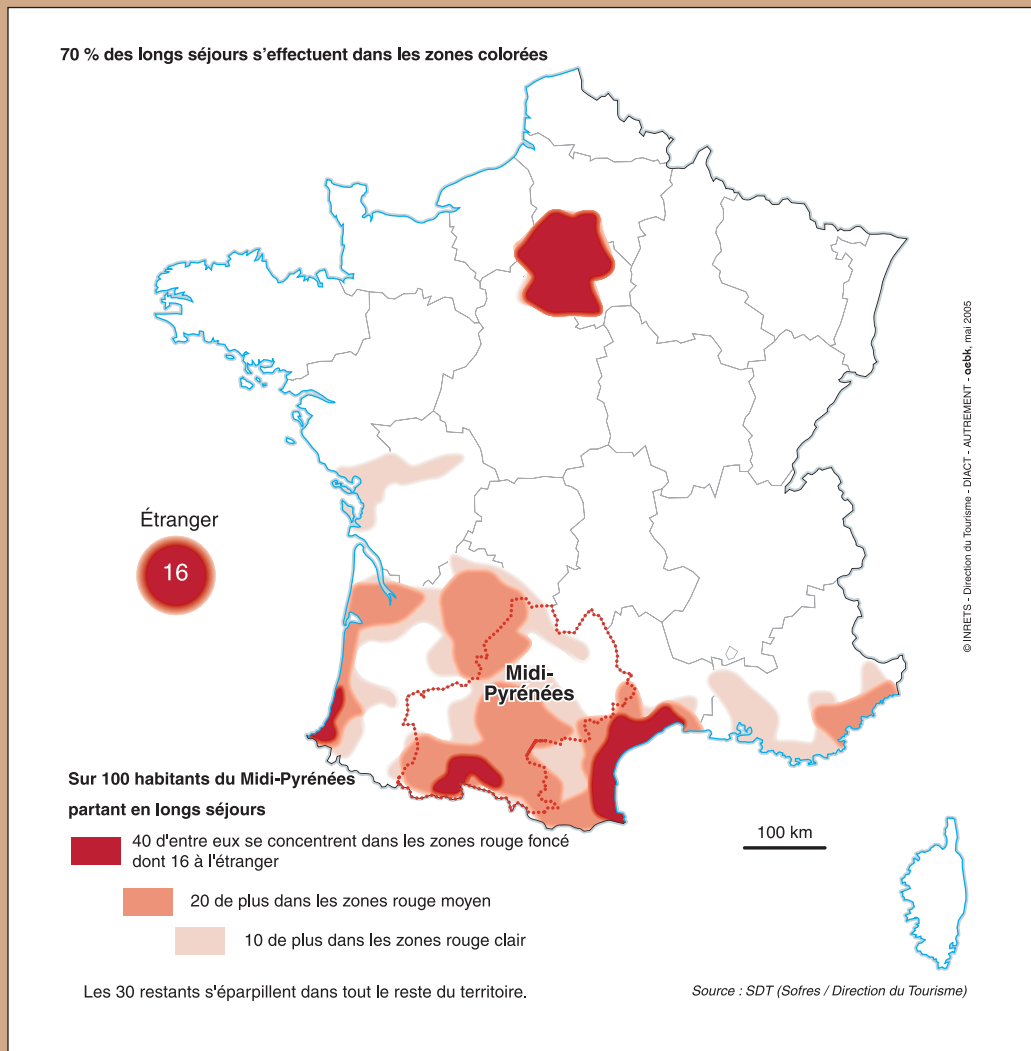 70 % des longs séjours s'effectuent dans les zones colorées
Étranger
16
Midi-
Pyrénées
Sur 100 habitants du Midi-Pyrénées
partant en longs séjours
40 d'entre eux se concentrent dans les zones rouge foncé
dont 16 à l'étranger
20 de plus dans les zones rouge moyen
10 de plus dans les zones rouge clair
Les 30 restants s'éparpillent dans tout le reste du territoire.
100 km
Source : SDT (Sofres / Direction du Tourisme)
© INRETS - Direction du Tourisme - DIACT - AUTREMENT - aebk, mai 2005